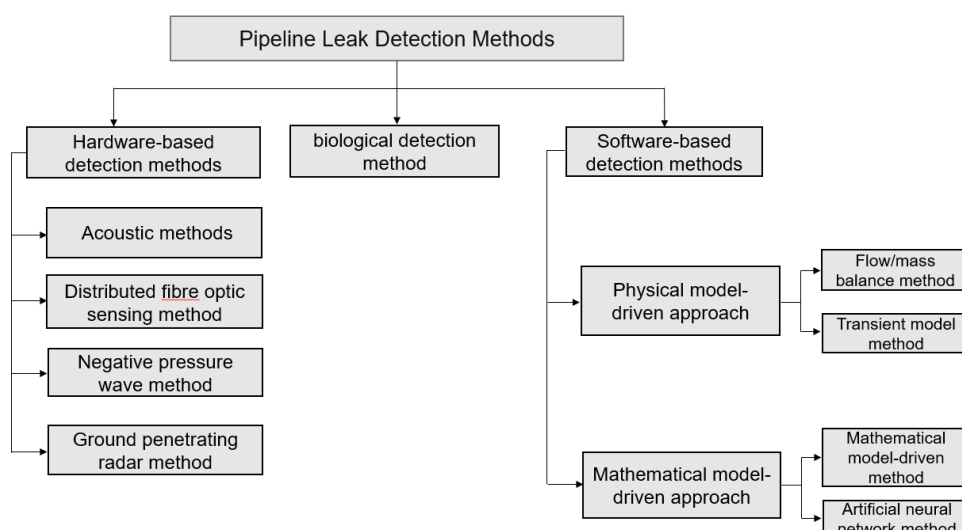 Pipeline Leak Detection Methods
Hardware-based
detection methods
biological detection
method
Software-based
detection methods
Acoustic methods
Distributed fibre optic
sensing method
Negative pressure
wave method
Ground penetrating
radar method
Physical model-
driven approach
Flow/mass
balance method
Transient model
method
Mathematical model-
driven approach
Mathematical
model-driven
method
Artificial neural
network method